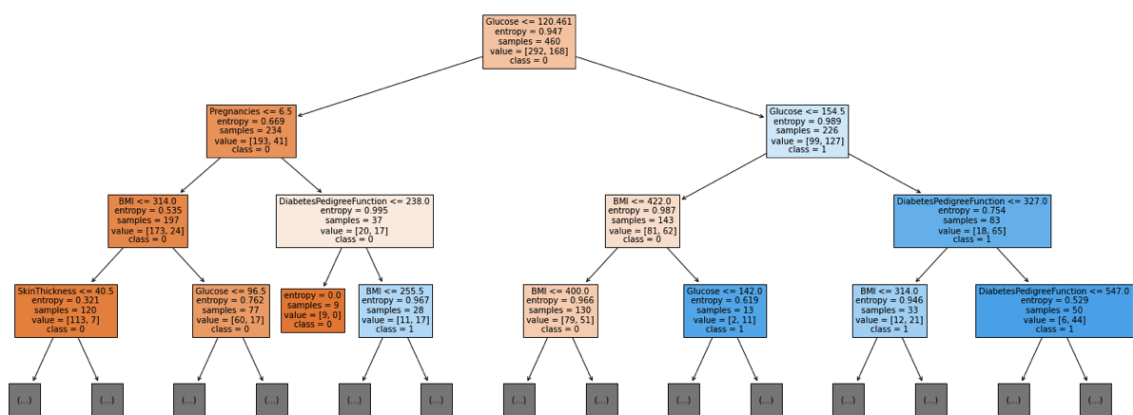 Glucose <= 120.461
entropy = 0.947
samples = 460
value = [292, 168]
class = 0
Pregnancies <= 6.5
entropy = 0.669
samples = 234
value = [193, 41]
class = 0
Glucose <= 154.5
entropy = 0.989
samples = 226
value = [99, 127]
class = 1
BMI <= 314.0
entropy = 0.535
samples = 197
value = [173, 24]
class = 0
DiabetesPedigreeFunction <= 238.0
entropy = 0.995
samples = 37
value = [20, 17]
class = 0
BMI <= 422.0
entropy = 0.987
samples = 143
value = [81, 62]
class = 0
DiabetesPedigreeFunction <= 327.0
entropy = 0.754
samples = 83
value = [18, 65]
class = 1
SkinThickness <= 40.5
entropy = 0.321
samples = 120
value = [113, 7]
class = 0
Glucose <= 96.5
entropy = 0.762
samples = 77
value = [60, 17]
class = 0
entropy = 0.0
samples = 9
value = [9, 0]
class = 0
BMI <= 255.5
entropy = 0.967
samples = 28
value = [11, 17]
class = 1
BMI <= 400.0
entropy = 0.966
samples = 130
value = [79, 51]
class = 0
Glucose <= 142.0
entropy = 0.619
samples = 13
value = [2, 11]
class = 1
BMI <= 314.0
entropy = 0.946
samples = 33
value = [12, 21]
class = 1
DiabetesPedigreeFunction <= 547.0
entropy = 0.529
samples = 50
value = [6, 44]
class = 1
(...)
(...)
(...)
(...)
(...)
(...)
(...)
(...)
(...)
(...)
(...)
(...)
(...)
(...)